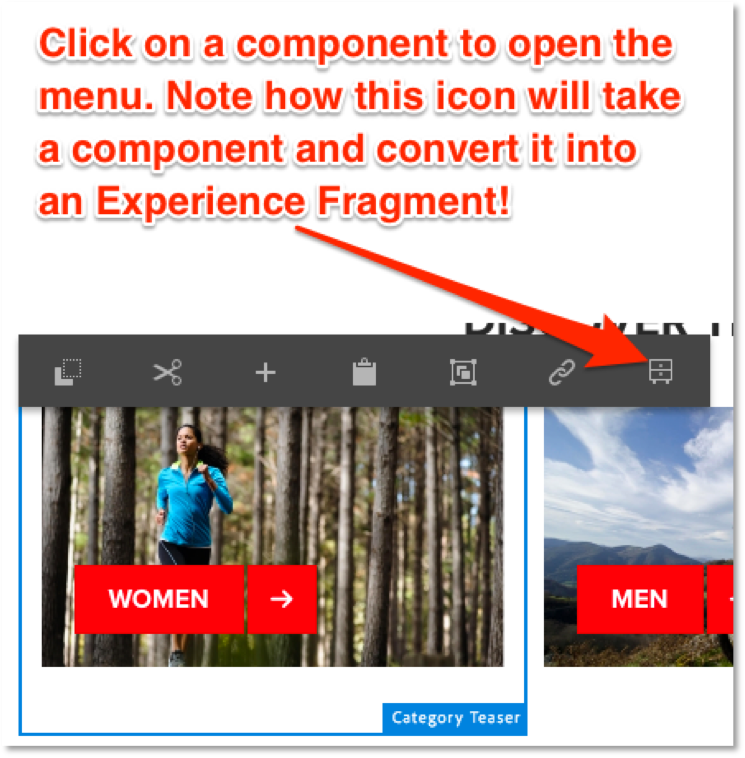 Click on a component to open the
menu. Note how this icon will take
a component and convert it into
an Experience Fragment!
WOMEN
MEN
Category Teaser